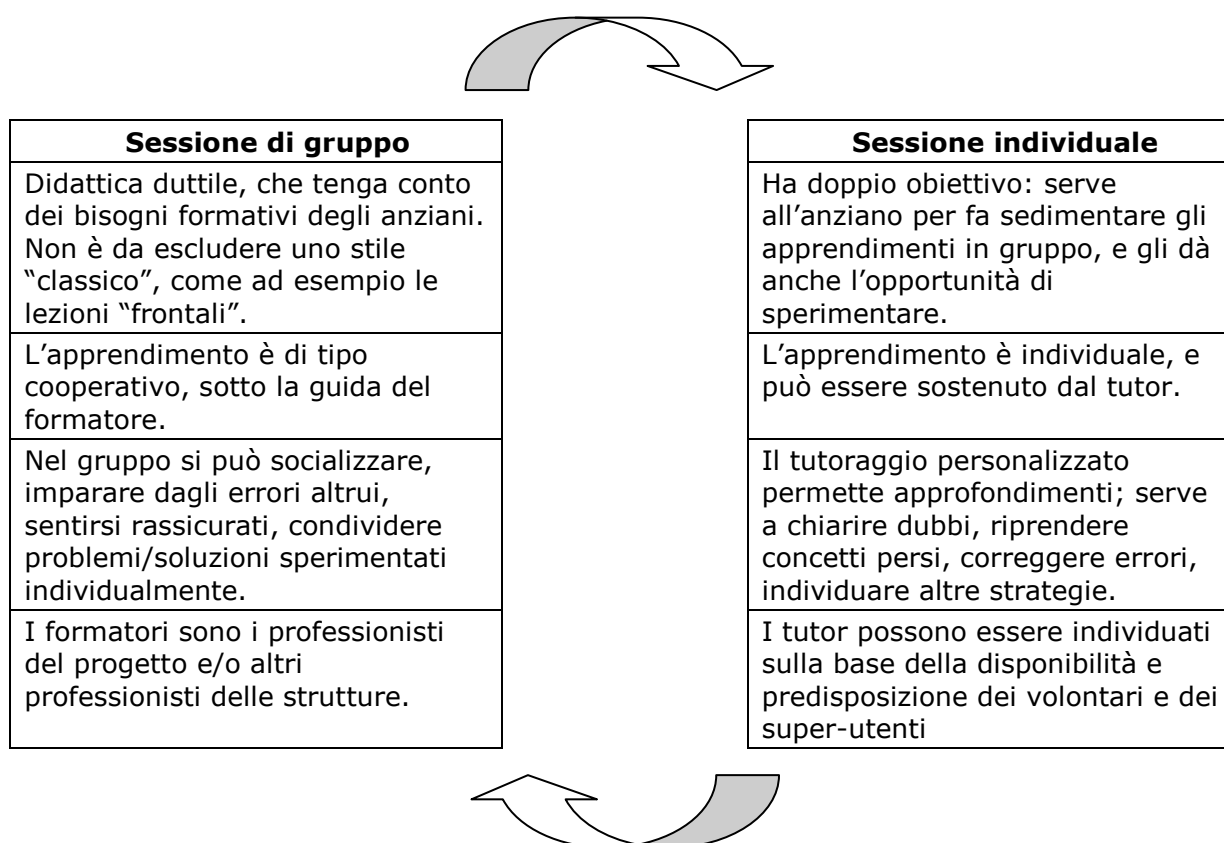 Sessione di gruppo
Didattica duttile, che tenga conto
dei bisogni formativi degli anziani.
Non è da escludere uno stile
“classico”, come ad esempio le
lezioni “frontali”.
L’apprendimento è di tipo
cooperativo, sotto la guida del
formatore.
Nel gruppo si può socializzare,
imparare dagli errori altrui,
sentirsi rassicurati, condividere
problemi/soluzioni sperimentati
individualmente.
I formatori sono i professionisti
del progetto e/o altri
professionisti delle strutture.
Sessione individuale
Ha doppio obiettivo: serve
all’anziano per fa sedimentare gli
apprendimenti in gruppo, e gli dà
anche l’opportunità di
sperimentare.
L’apprendimento è individuale, e
può essere sostenuto dal tutor.
Il tutoraggio personalizzato
permette approfondimenti; serve
a chiarire dubbi, riprendere
concetti persi, correggere errori,
individuare altre strategie.
I tutor possono essere individuati
sulla base della disponibilità e
predisposizione dei volontari e dei
super-utenti